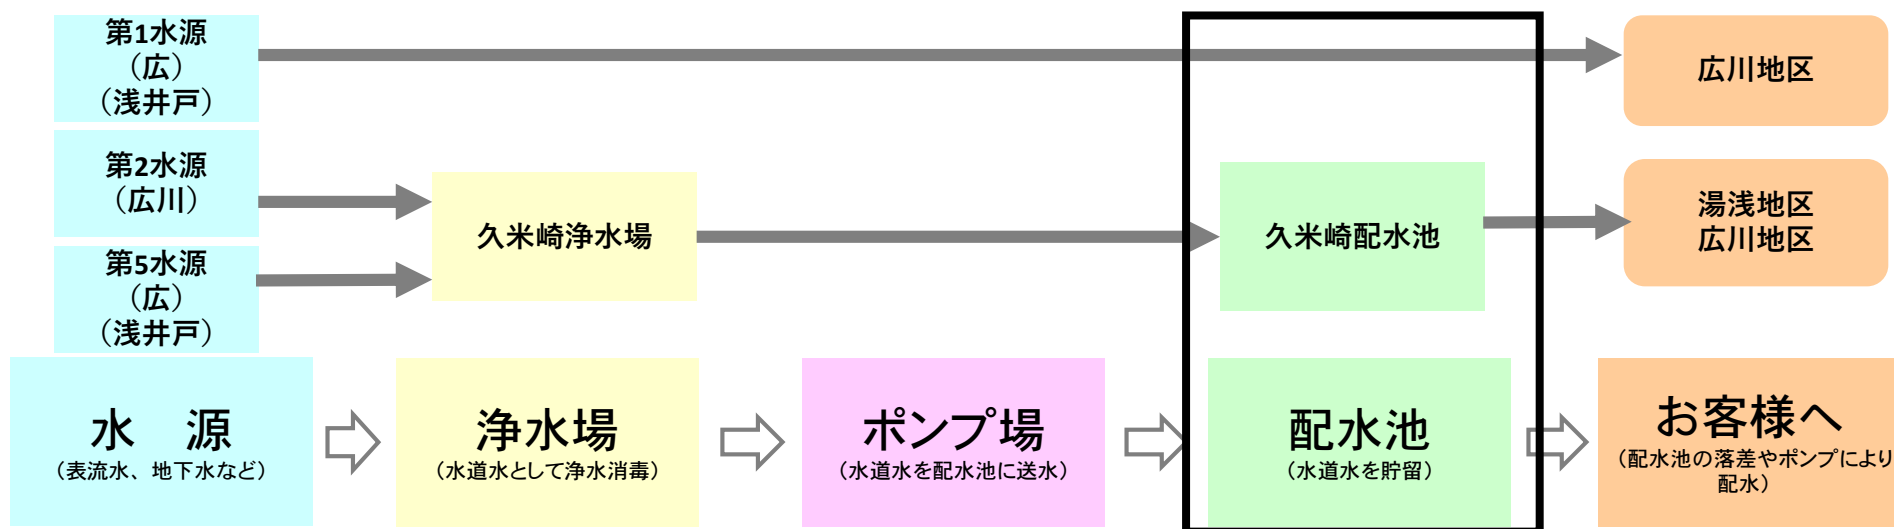 第1水源
（広）
（浅井戸）
広川地区
第2水源
（広川）
久米崎浄水場
久米崎配水池
湯浅地区
広川地区
第5水源
（広）
（浅井戸）
水　源
（表流水、地下水など）
浄水場
（水道水として浄水消毒）
ポンプ場
（水道水を配水池に送水）
配水池
（水道水を貯留）
お客様へ
（配水池の落差やポンプにより
配水）